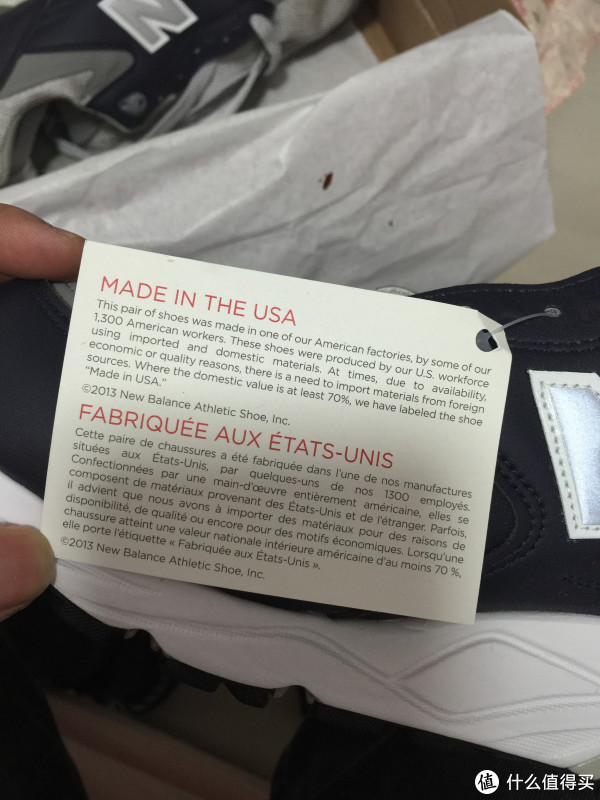 N
MADE IN THE USA
This pair of shoes was made in one of our American factories, by some of our
1,300 American workers. These shoes were produced by our U.S. workforce
using imported and domestic materials. At times, due to availability,
economic or quality reasons, there is a need to import materials from foreign
sources. Where the domestic value is at least 70%, we have labeled the shoe
“Made in USA.”
©2013 New Balance Athletic Shoe, Inc.
FABRIQUÉE AUX ÉTATS-UNIS
Cette paire de chaussures a été fabriquée dans l'une de nos manufactures
situées aux États-Unis, par quelques-uns de nos 1300 employés.
Confectionnées par une main-d'œuvre entièrement américaine, elles se
composent de matériaux provenant des États-Unis et de l'étranger. Parfois,
il advient que nous avons à importer des matériaux pour des raisons de
disponibilité, de qualité ou encore pour des motifs économiques. Lorsqu'une
chaussure atteint une valeur nationale intérieure américaine d'au moins 70 %,
elle porte l'étiquette « Fabriquée aux États-Unis ».
©2013 New Balance Athletic Shoe, Inc.
值 什么值得买